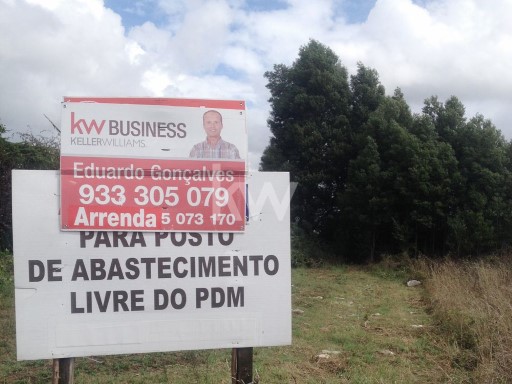 kw BUSINESS
KELLERWILLIAMS.
Eduardo Gonçalves
933 305 079
Arrenda 5 073 170
kw
PARA POSTO
DE ABASTECIMENTO
LIVRE DO PDM